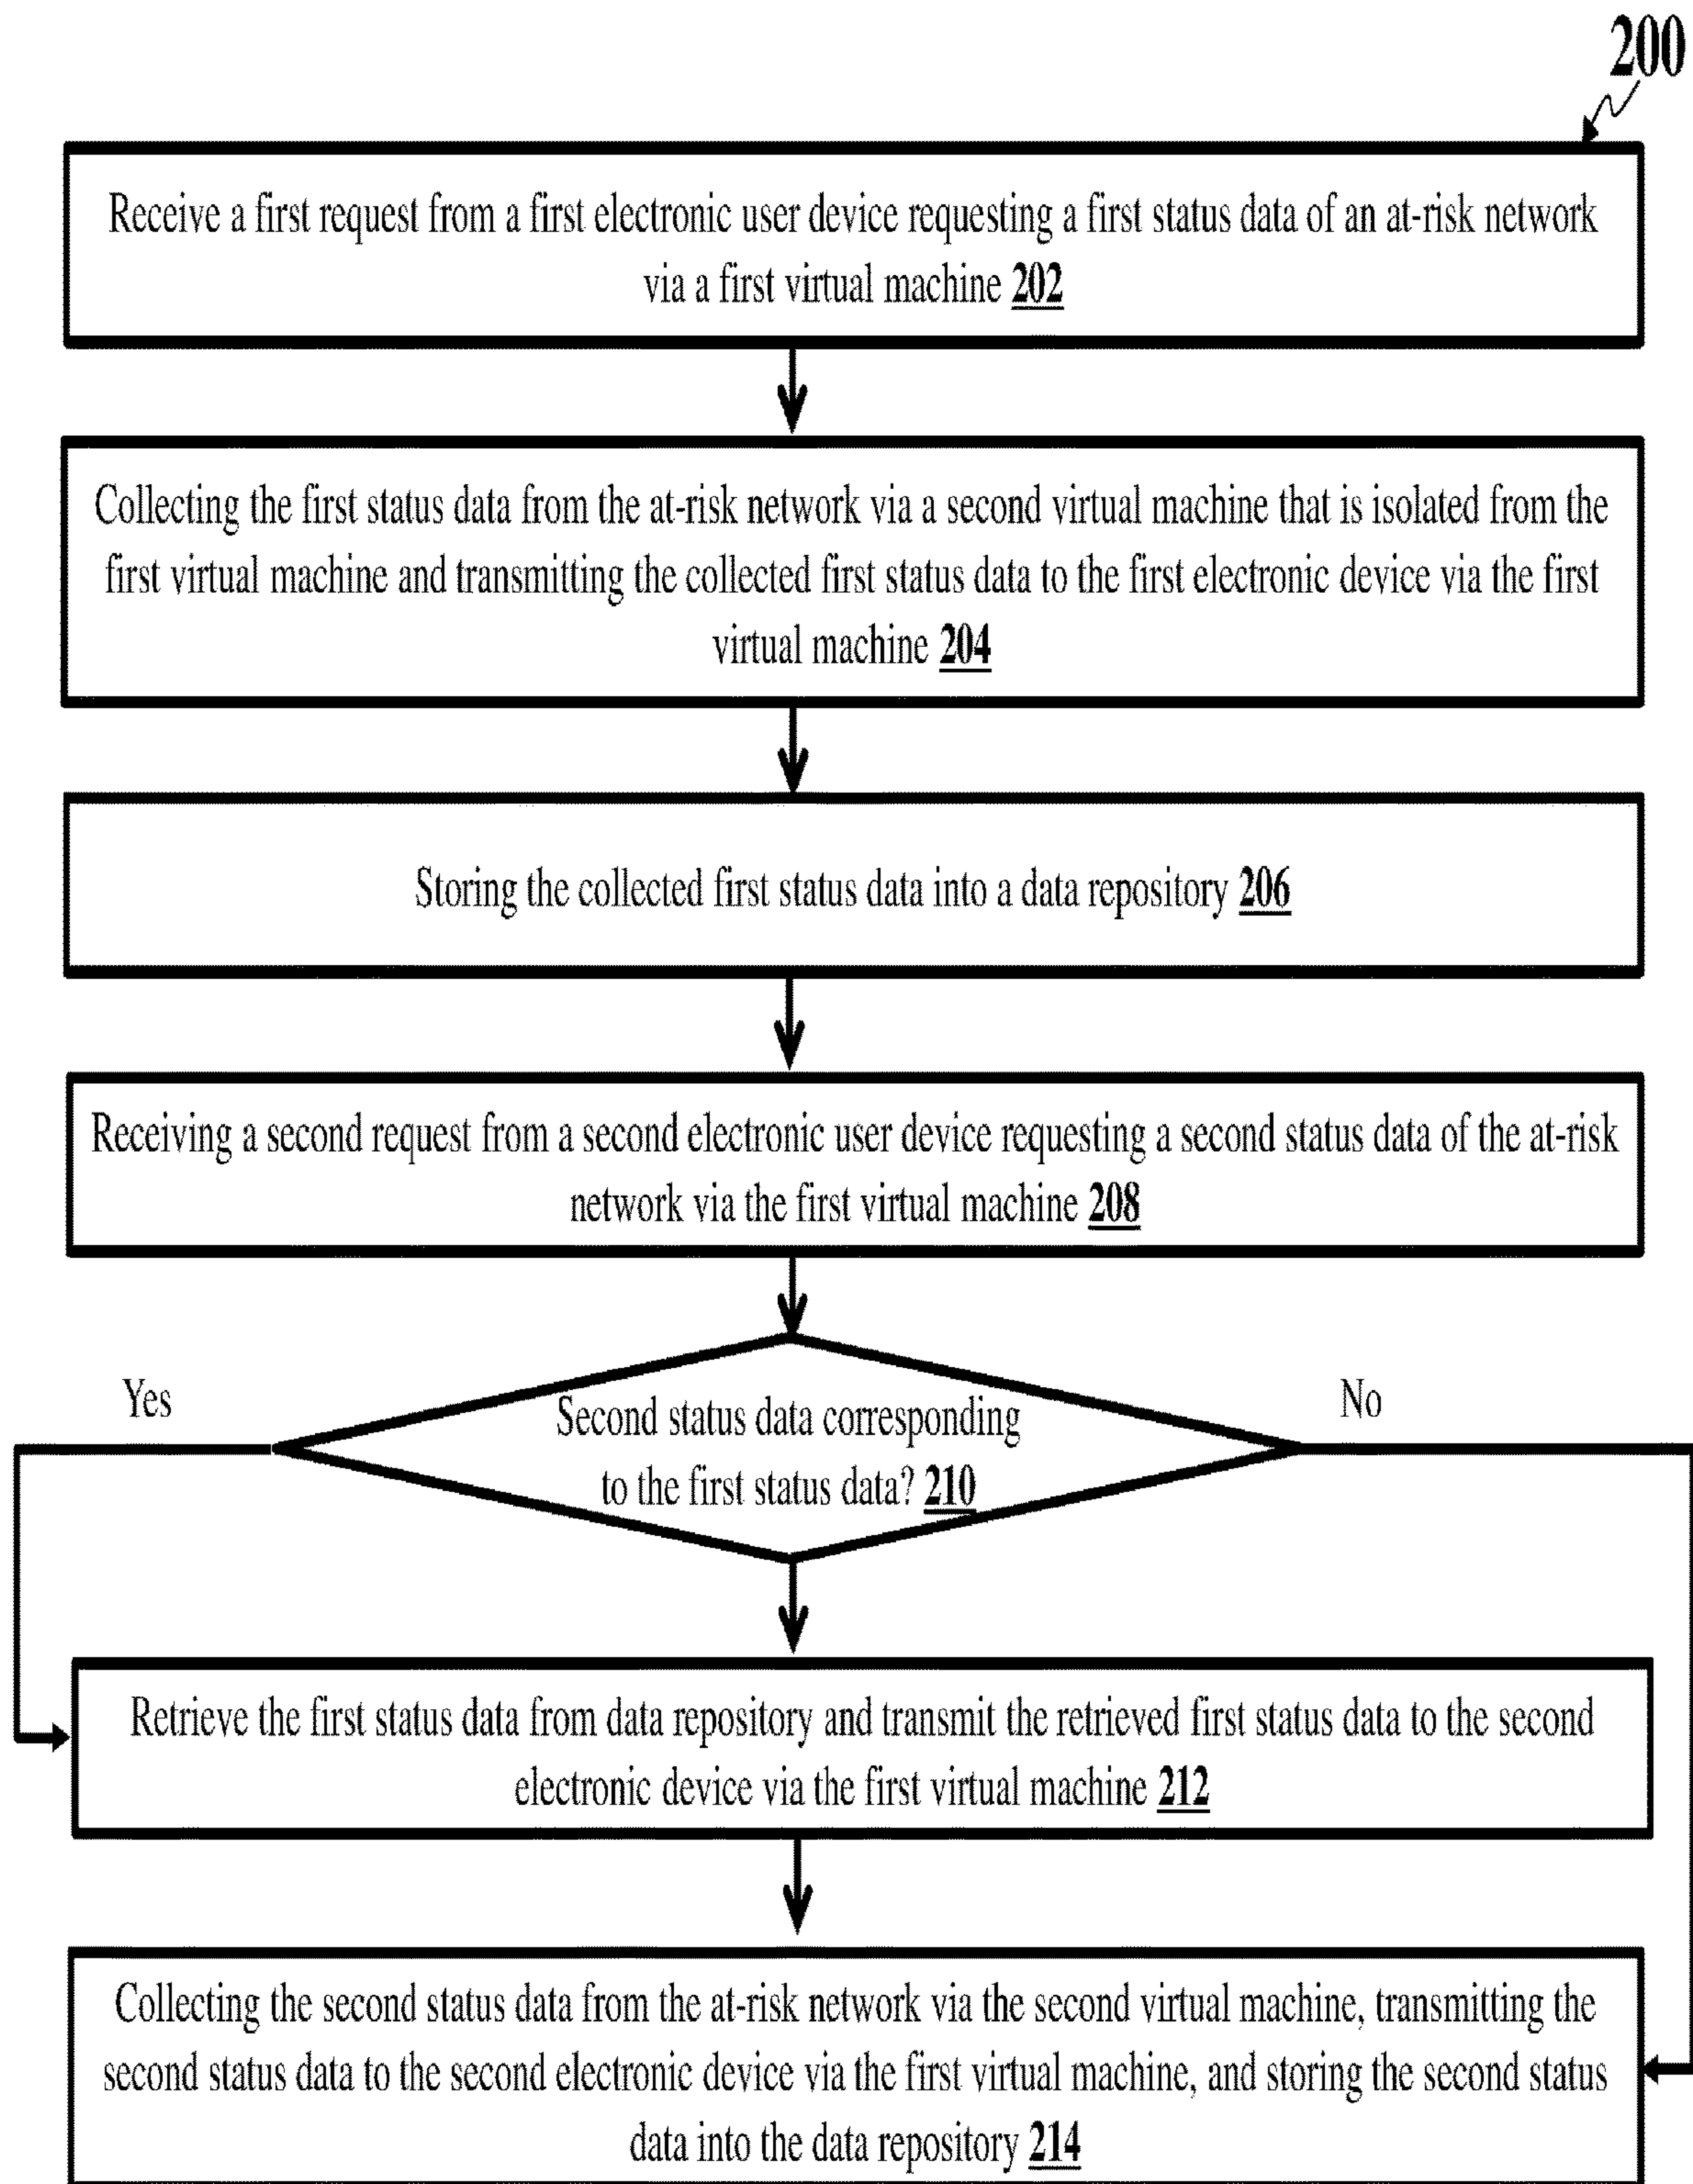 200
Receive a first request from a first electronic user device requesting a first status data of an at-risk network
via a first virtual machine 202
Collecting the first status data from the at-risk network via a second virtual machine that is isolated from the
first virtual machine and transmitting the collected first status data to the first electronic device via the first
virtual machine 204
Storing the collected first status data into a data repository 206
Receiving a second request from a second electronic user device requesting a second status data of the at-risk
network via the first virtual machine 208
Yes
No
Second status data corresponding
to the first status data? 210
Retrieve the first status data from data repository and transmit the retrieved first status data to the second
electronic device via the first virtual machine 212
Collecting the second status data from the at-risk network via the second virtual machine, transmitting the
second status data to the second electronic device via the first virtual machine, and storing the second status
data into the data repository 214